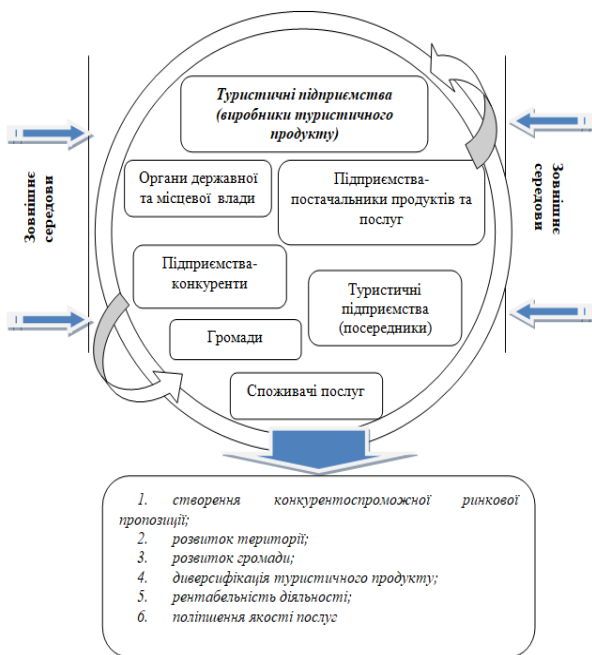 Туристичні підприємства
(виробники туристичного
продукту)
Органи державної
та місцевої влади
Підприємства-
постачальники продуктів та
послуг
Зовнішнє
середови
Зовнішнє
середови
Підприємства-
конкуренти
Туристичні
підприємства
(посередники)
Громади
Споживачі послуг
1. створення конкурентоспроможної ринкової
пропозиції;
2. розвиток території;
3. розвиток громади;
4. диверсифікація туристичного продукту;
5. рентабельність діяльності;
6. поліпшення якості послуг